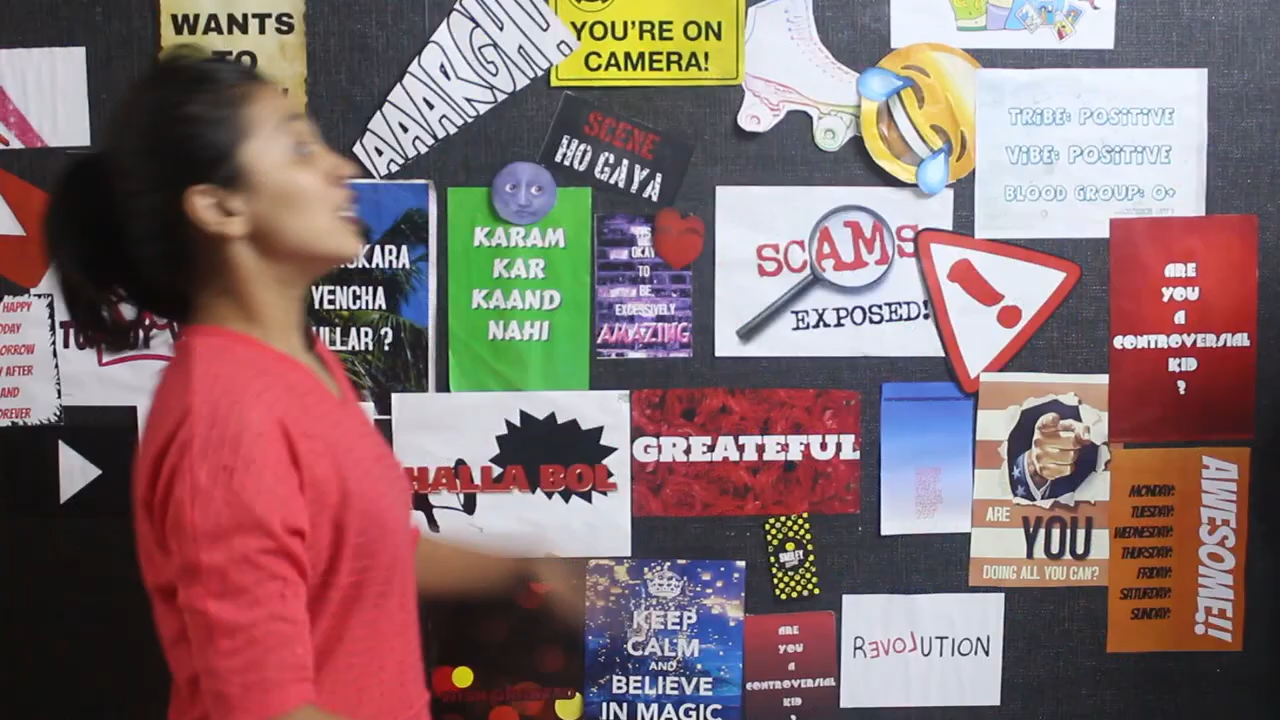 WANTS
TO
AAAARGH!!
YOU'RE ON
CAMERA!
SCENE
HO GAYA
TRIBE: POSITIVE
VIBE: POSITIVE
BLOOD GROUP: O+
KARAM
KAR
KAAND
NAHI
OKAY
TO
BE
EXCESSIVELY
AMAZING
SCAMS
EXPOSED!
ARE
YOU
A
CONTROVERSIAL
KID
?
YENCHA
?
HAPPY
AFTER
AND
HALLA BOL
GREATEFUL
ARE
YOU
DOING ALL YOU CAN?
MONDAY:
TUESDAY:
WEDNESDAY:
THURSDAY:
FRIDAY:
SATURDAY:
SUNDAY:
AWESOME!!
SMILEY
KEEP
CALM
AND
BELIEVE
IN MAGIC
ARE
YOU
A
CONTROVERSIAL
KID
?
REVOLUTION